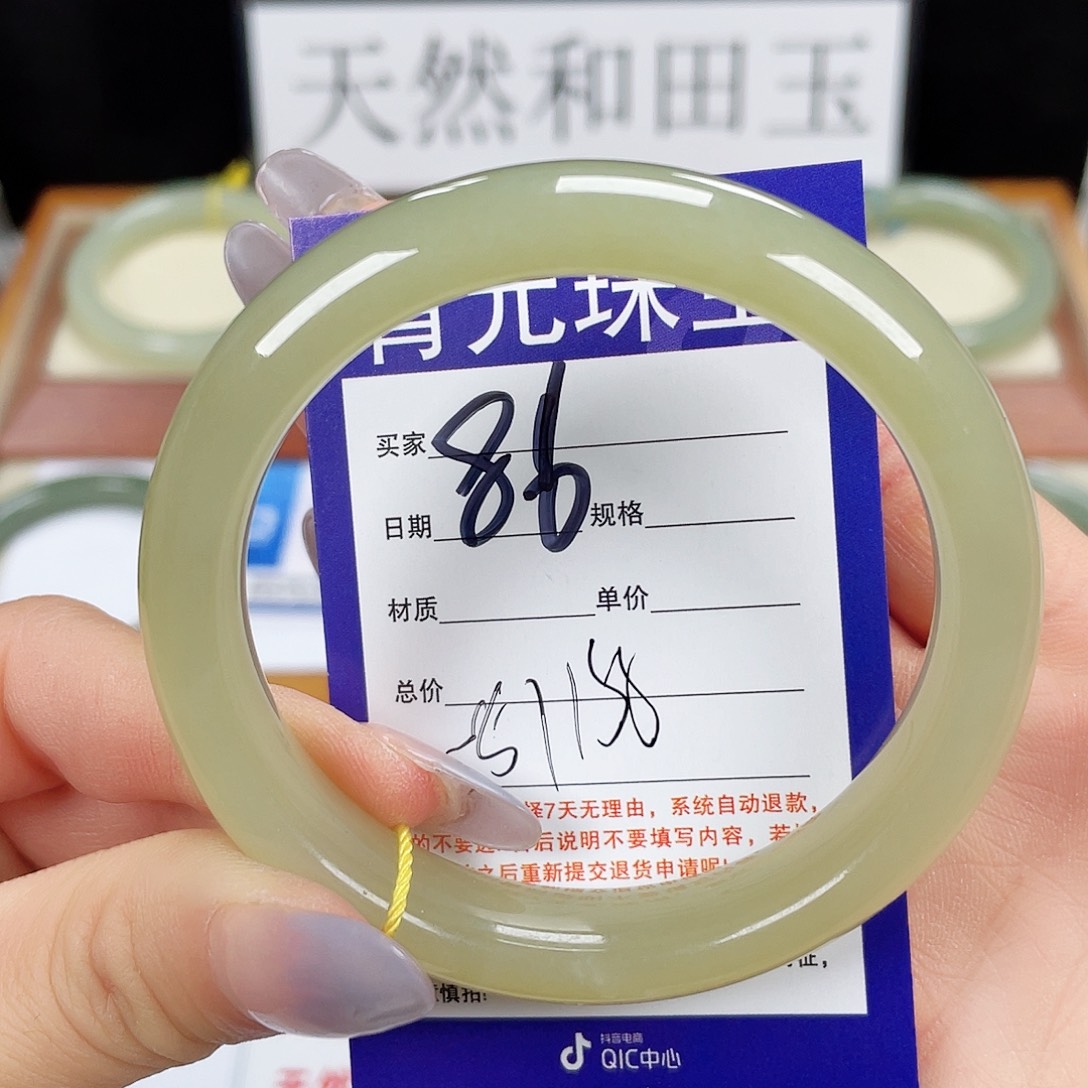 天然和田玉
青元珠宝
买家
86
日期 规格
材质 单价
总价
择7天无理由，系统自动退款，
后说明不要填写内容，若
之后重新提交退货申请呢！
慎拍！
抖音电商
QIC中心